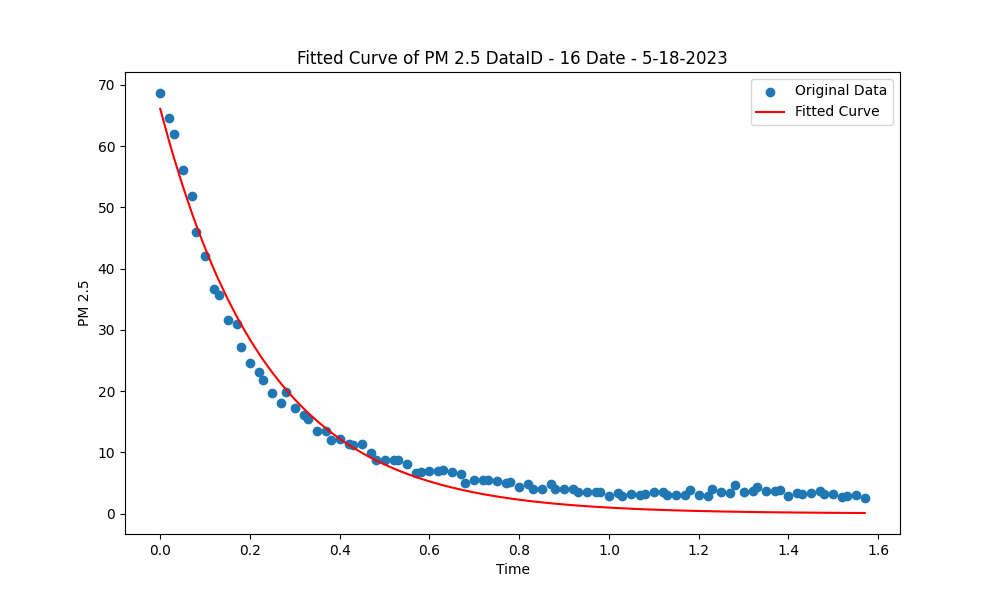 Fitted Curve of PM 2.5 DataID - 16 Date - 5-18-2023
Original Data
Fitted Curve
PM 2.5
70
60
50
40
30
20
10
0
0.0 0.2 0.4 0.6 0.8 1.0 1.2 1.4 1.6
Time